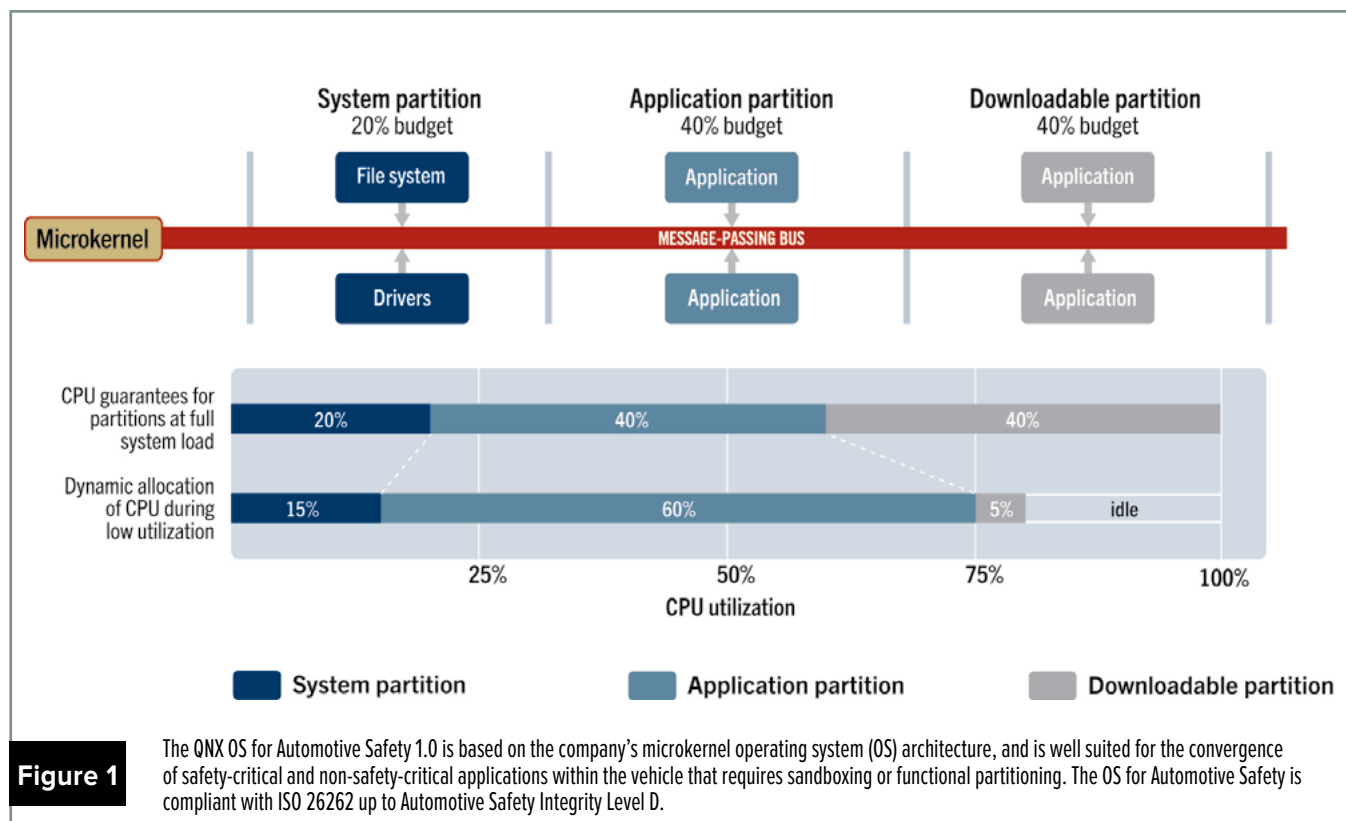 System partition
20% budget
Application partition
40% budget
Downloadable partition
40% budget
File system
Application
Application
Microkernel
MESSAGE-PASSING BUS
Drivers
Application
Application
CPU guarantees for
partitions at full
system load
20%
40%
40%
Dynamic allocation
of CPU during
low utilization
15%
60%
5%
idle
25%
50%
75%
100%
CPU utilization
System partition
Application partition
Downloadable partition
Figure 1
The QNX OS for Automotive Safety 1.0 is based on the company's microkernel operating system (OS) architecture, and is well suited for the convergence
of safety-critical and non-safety-critical applications within the vehicle that requires sandboxing or functional partitioning. The OS for Automotive Safety is
compliant with ISO 26262 up to Automotive Safety Integrity Level D.